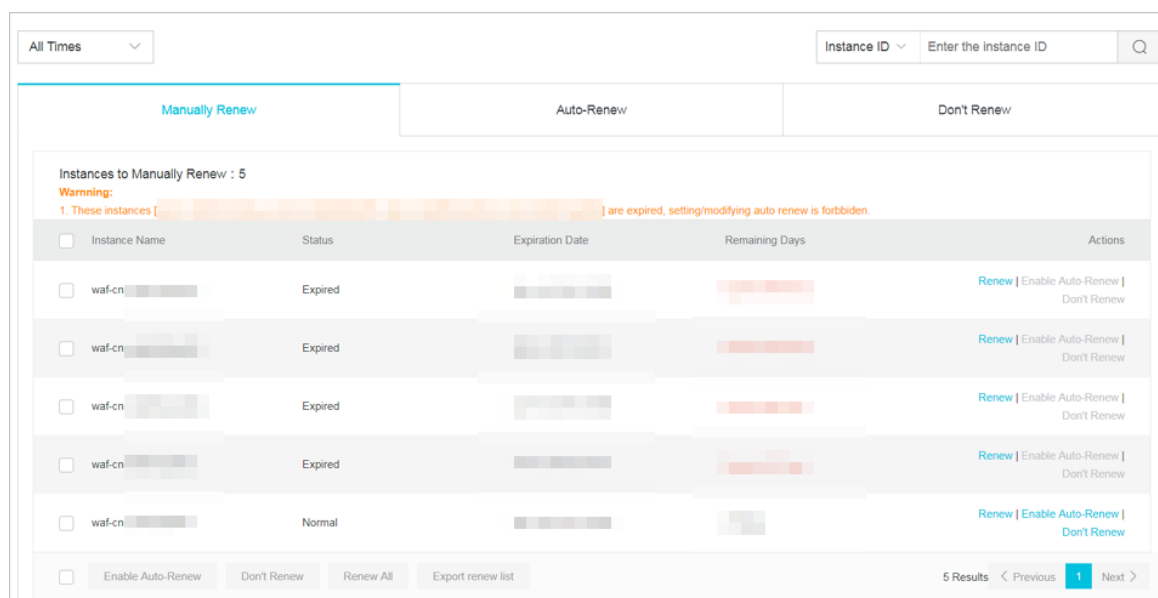 All Times
Instance ID Enter the instance ID
Manually Renew Auto-Renew Don't Renew
Instances to Manually Renew : 5
Warnning:
1. These instances [ ] are expired, setting/modifying auto renew is forbbiden.
Instance Name Status Expiration Date Remaining Days Actions
waf-cn Expired Renew | Enable Auto-Renew |
Don't Renew
waf-cn Expired Renew | Enable Auto-Renew |
Don't Renew
waf-cn Expired Renew | Enable Auto-Renew |
Don't Renew
waf-cn Expired Renew | Enable Auto-Renew |
Don't Renew
waf-cn Normal Renew | Enable Auto-Renew |
Don't Renew
Enable Auto-Renew Don't Renew Renew All Export renew list 5 Results < Previous 1 Next >